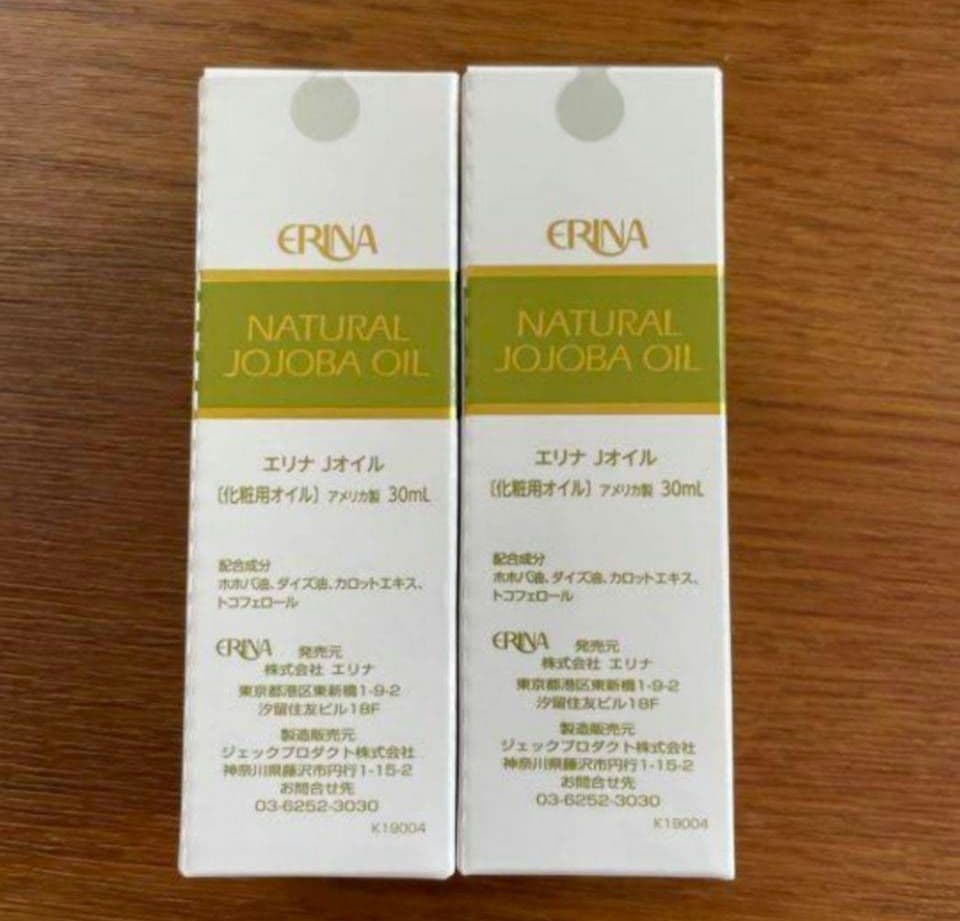 ERINA
NATURAL
JOJOBA OIL
エリナ Jオイル
〔化粧用オイル〕 アメリカ製 30mL
配合成分
ホホバ油、ダイズ油、カロットエキス、
トコフェロール
ERINA 発売元
株式会社 エリナ
東京都港区東新橋1-9-2
汐留住友ビル18F
製造販売元
ジェックプロダクト株式会社
神奈川県藤沢市円行1-15-2
お問合せ先
03-6252-3030
K19004
ERINA
NATURAL
JOJOBA OIL
エリナ Jオイル
〔化粧用オイル〕 アメリカ製 30mL
配合成分
ホホバ油、ダイズ油、カロットエキス、
トコフェロール
ERINA 発売元
株式会社 エリナ
東京都港区東新橋1-9-2
汐留住友ビル18F
製造販売元
ジェックプロダクト株式会社
神奈川県藤沢市円行1-15-2
お問合せ先
03-6252-3030
K19004